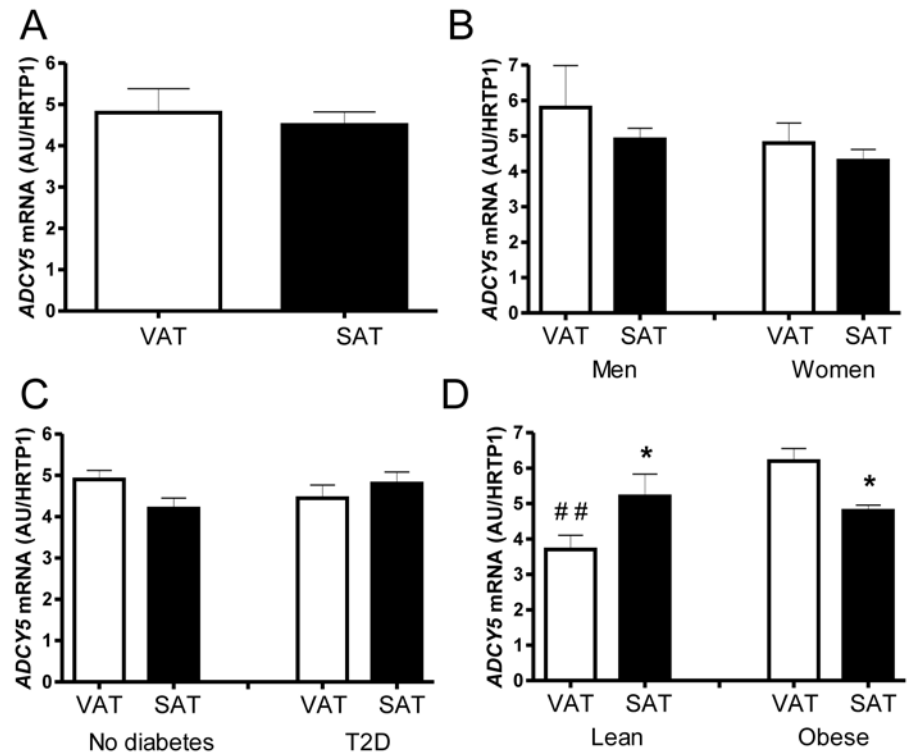 A
ADCY5 mRNA (AU/HRTP1)
6
5
4
3
2
1
0
VAT SAT
B
ADCY5 mRNA (AU/HRTP1)
7
6
5
4
3
2
1
0
VAT SAT VAT SAT
Men Women
C
ADCY5 mRNA (AU/HRTP1)
6
5
4
3
2
1
0
VAT SAT VAT SAT
No diabetes T2D
D
ADCY5 mRNA (AU/HRTP1)
7
6
5
4
3
2
1
0
# #
*
*
VAT SAT VAT SAT
Lean Obese